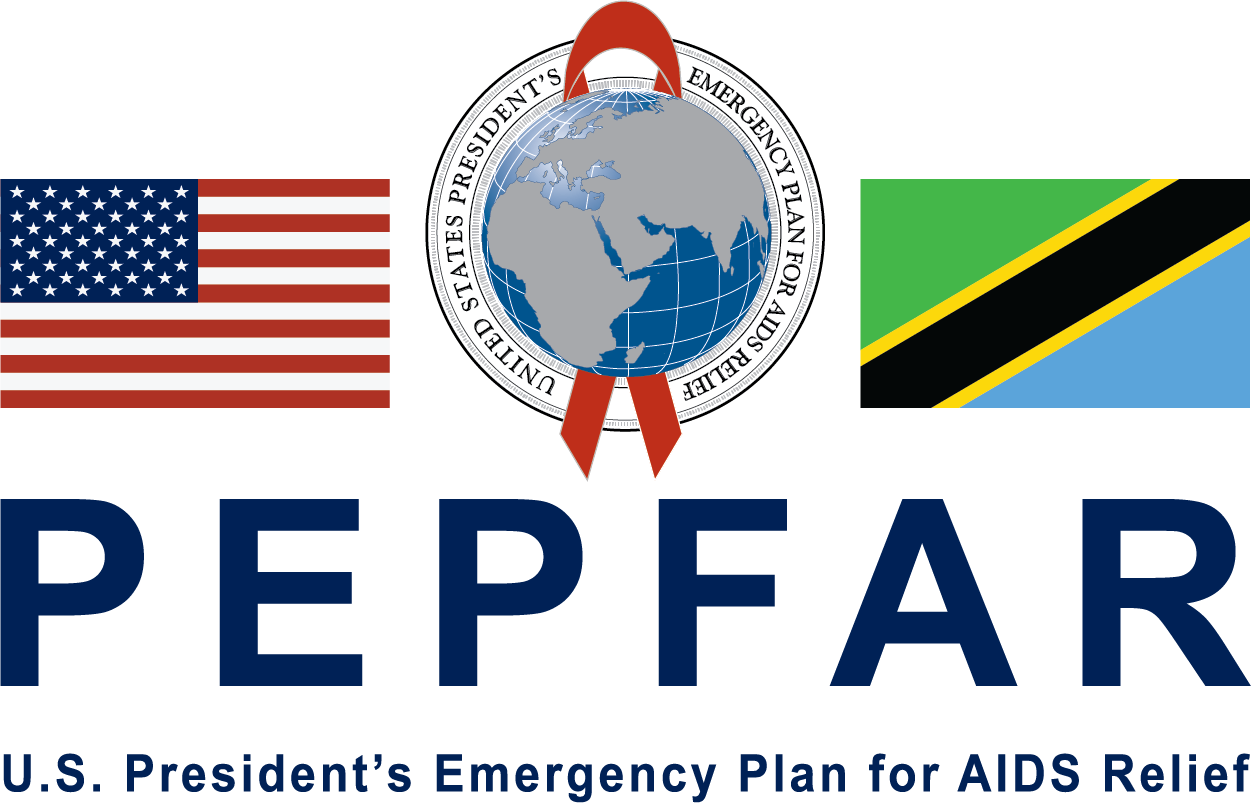 UNITED STATES PRESIDENT'S EMERGENCY PLAN FOR AIDS RELIEF
PEPFAR
U.S. President’s Emergency Plan for AIDS Relief